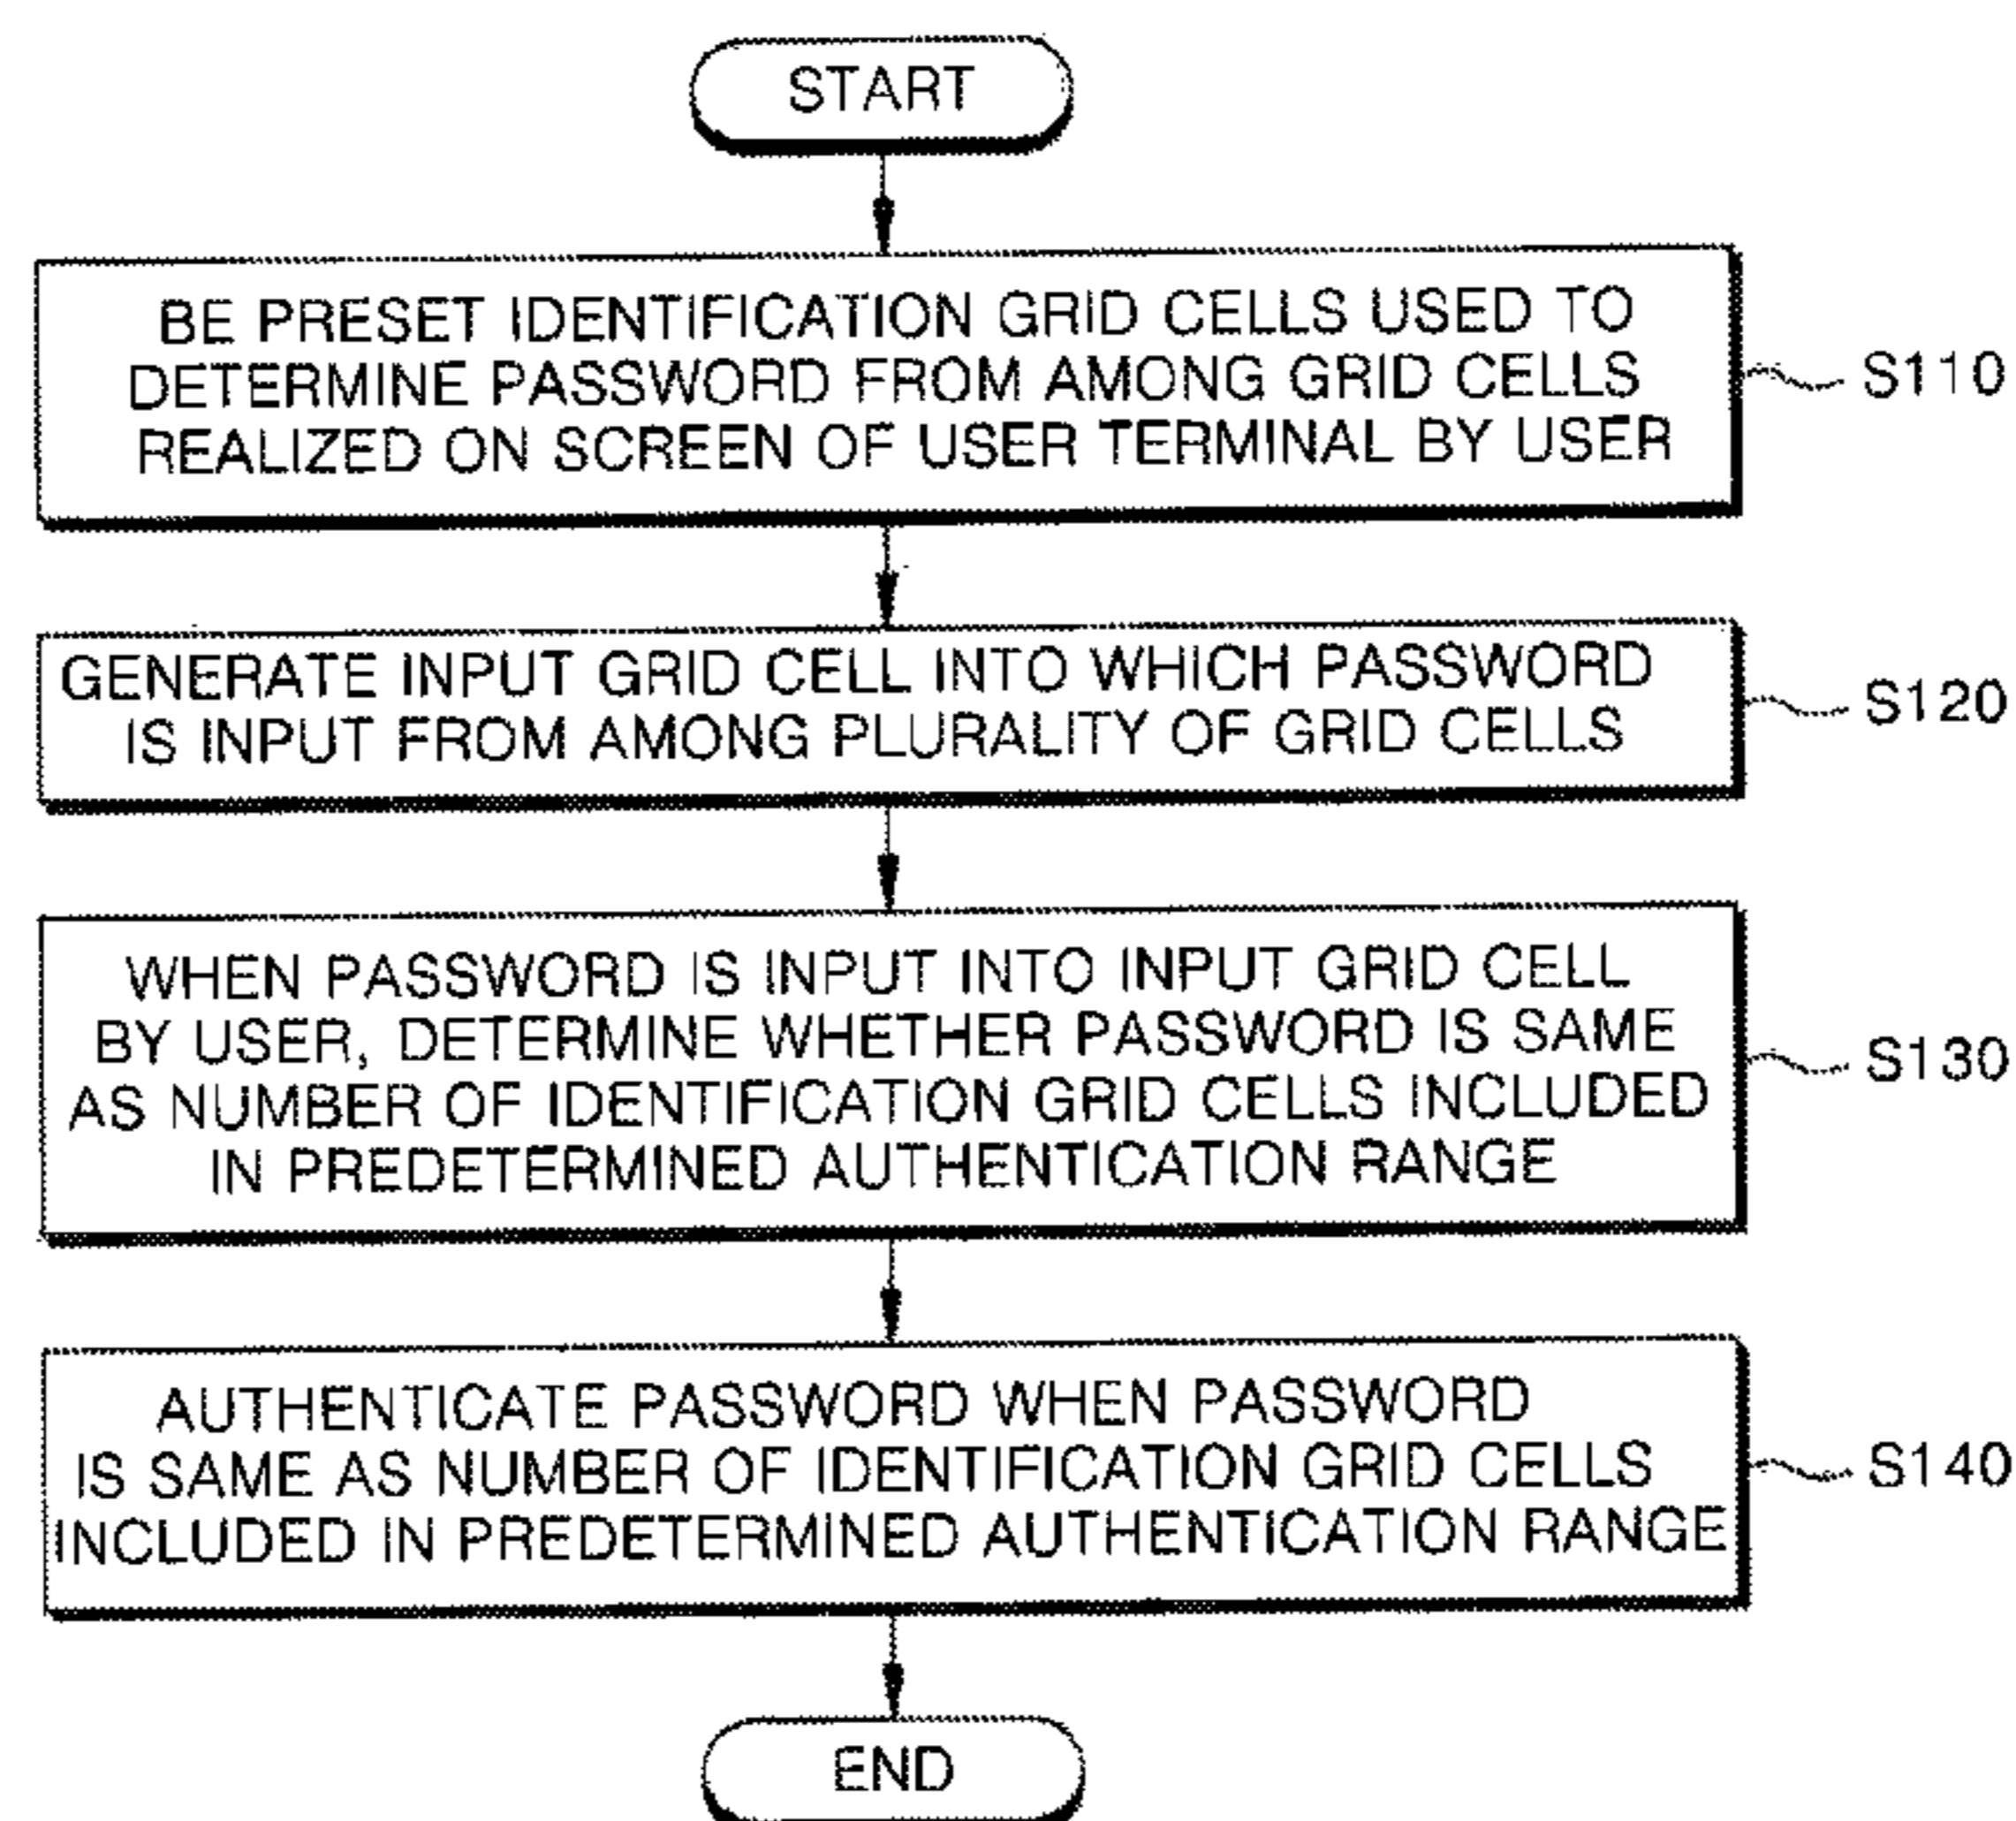 START
BE PRESET IDENTIFICATION GRID CELLS USED TO
DETERMINE PASSWORD FROM AMONG GRID CELLS
REALIZED ON SCREEN OF USER TERMINAL BY USER
S110
GENERATE INPUT GRID CELL INTO WHICH PASSWORD
IS INPUT FROM AMONG PLURALITY OF GRID CELLS
S120
WHEN PASSWORD IS INPUT INTO INPUT GRID CELL
BY USER, DETERMINE WHETHER PASSWORD IS SAME
AS NUMBER OF IDENTIFICATION GRID CELLS INCLUDED
IN PREDETERMINED AUTHENTICATION RANGE
S130
AUTHENTICATE PASSWORD WHEN PASSWORD
IS SAME AS NUMBER OF IDENTIFICATION GRID CELLS
INCLUDED IN PREDETERMINED AUTHENTICATION RANGE
S140
END